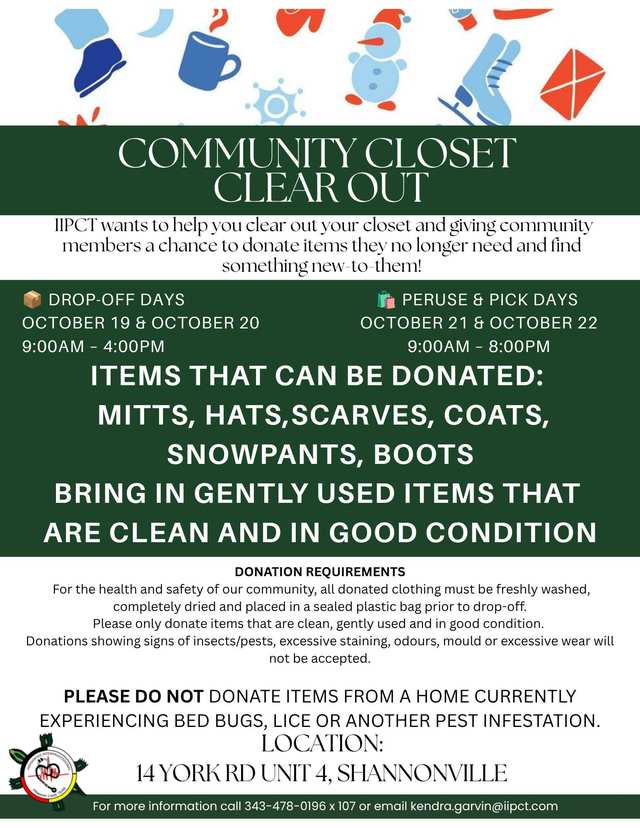 COMMUNITY CLOSET
CLEAR OUT
IIPCT wants to help you clear out your closet and giving community
members a chance to donate items they no longer need and find
something new-to-them!
📦 DROP-OFF DAYS
OCTOBER 19 & OCTOBER 20
9:00AM – 4:00PM
🛍️ PERUSE & PICK DAYS
OCTOBER 21 & OCTOBER 22
9:00AM – 8:00PM
ITEMS THAT CAN BE DONATED:
MITTS, HATS,SCARVES, COATS,
SNOWPANTS, BOOTS
BRING IN GENTLY USED ITEMS THAT
ARE CLEAN AND IN GOOD CONDITION
DONATION REQUIREMENTS
For the health and safety of our community, all donated clothing must be freshly washed,
completely dried and placed in a sealed plastic bag prior to drop-off.
Please only donate items that are clean, gently used and in good condition.
Donations showing signs of insects/pests, excessive staining, odours, mould or excessive wear will
not be accepted.
PLEASE DO NOT DONATE ITEMS FROM A HOME CURRENTLY
EXPERIENCING BED BUGS, LICE OR ANOTHER PEST INFESTATION.
LOCATION:
14 YORK RD UNIT 4, SHANNONVILLE
For more information call 343-478-0196 x 107 or email kendra.garvin@iipct.com